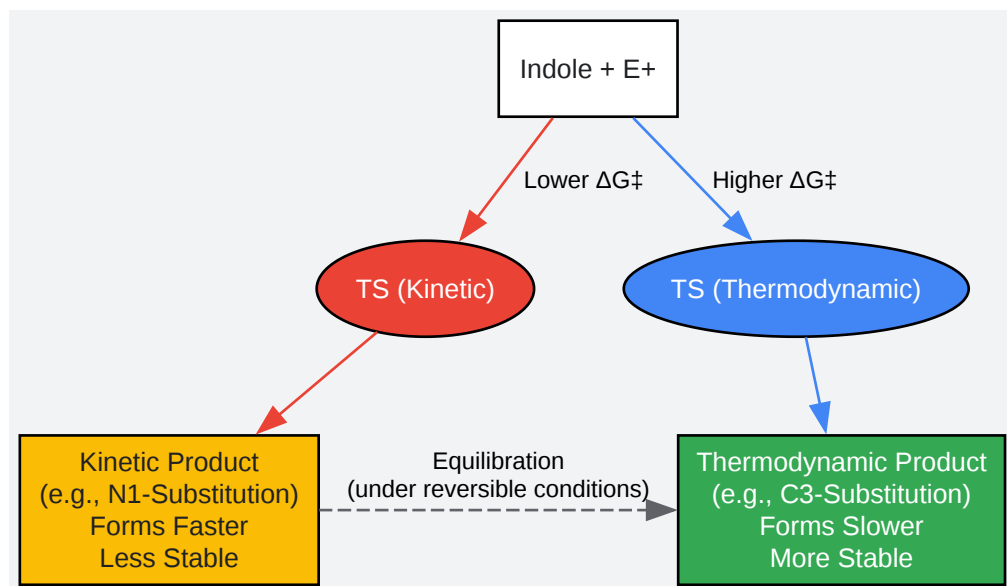 Indole + E+
Lower ΔG‡
Higher ΔG‡
TS (Kinetic)
TS (Thermodynamic)
Kinetic Product
(e.g., N1-Substitution)
Forms Faster
Less Stable
Equilibration
(under reversible conditions)
Thermodynamic Product
(e.g., C3-Substitution)
Forms Slower
More Stable